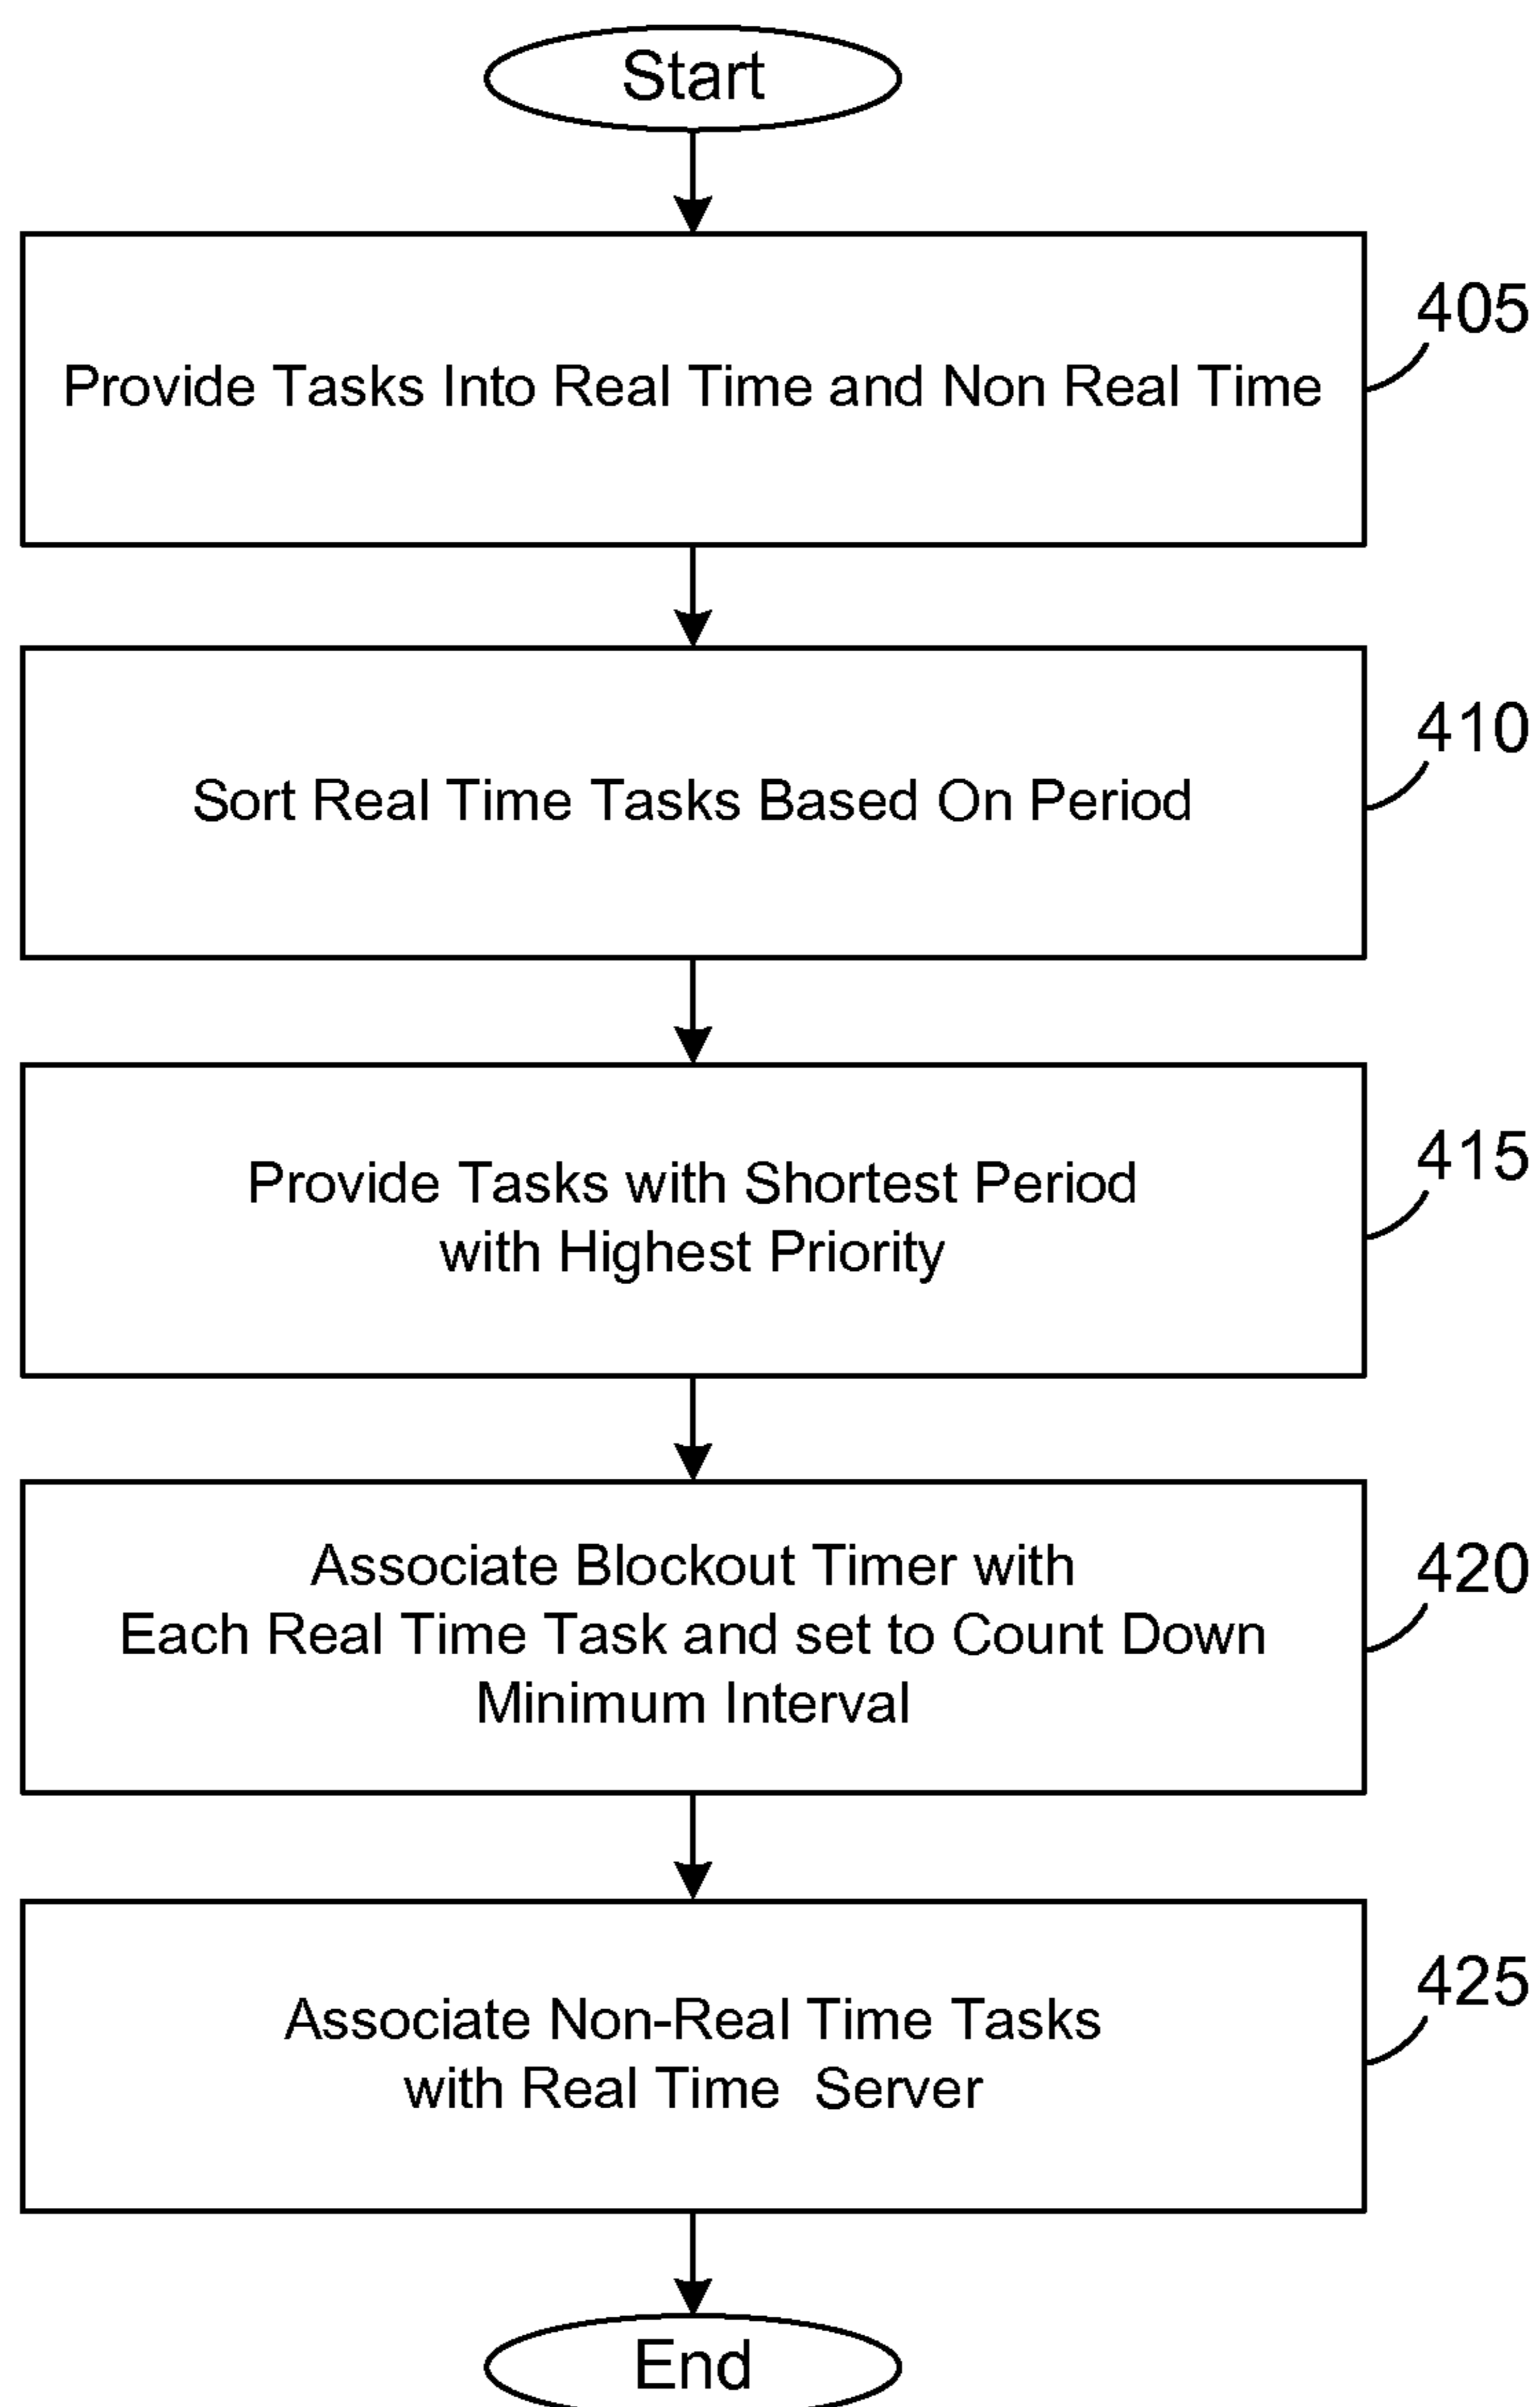 Start
Provide Tasks Into Real Time and Non Real Time
405
Sort Real Time Tasks Based On Period
410
Provide Tasks with Shortest Period
with Highest Priority
415
Associate Blockout Timer with
Each Real Time Task and set to Count Down
Minimum Interval
420
Associate Non-Real Time Tasks
with Real Time Server
425
End